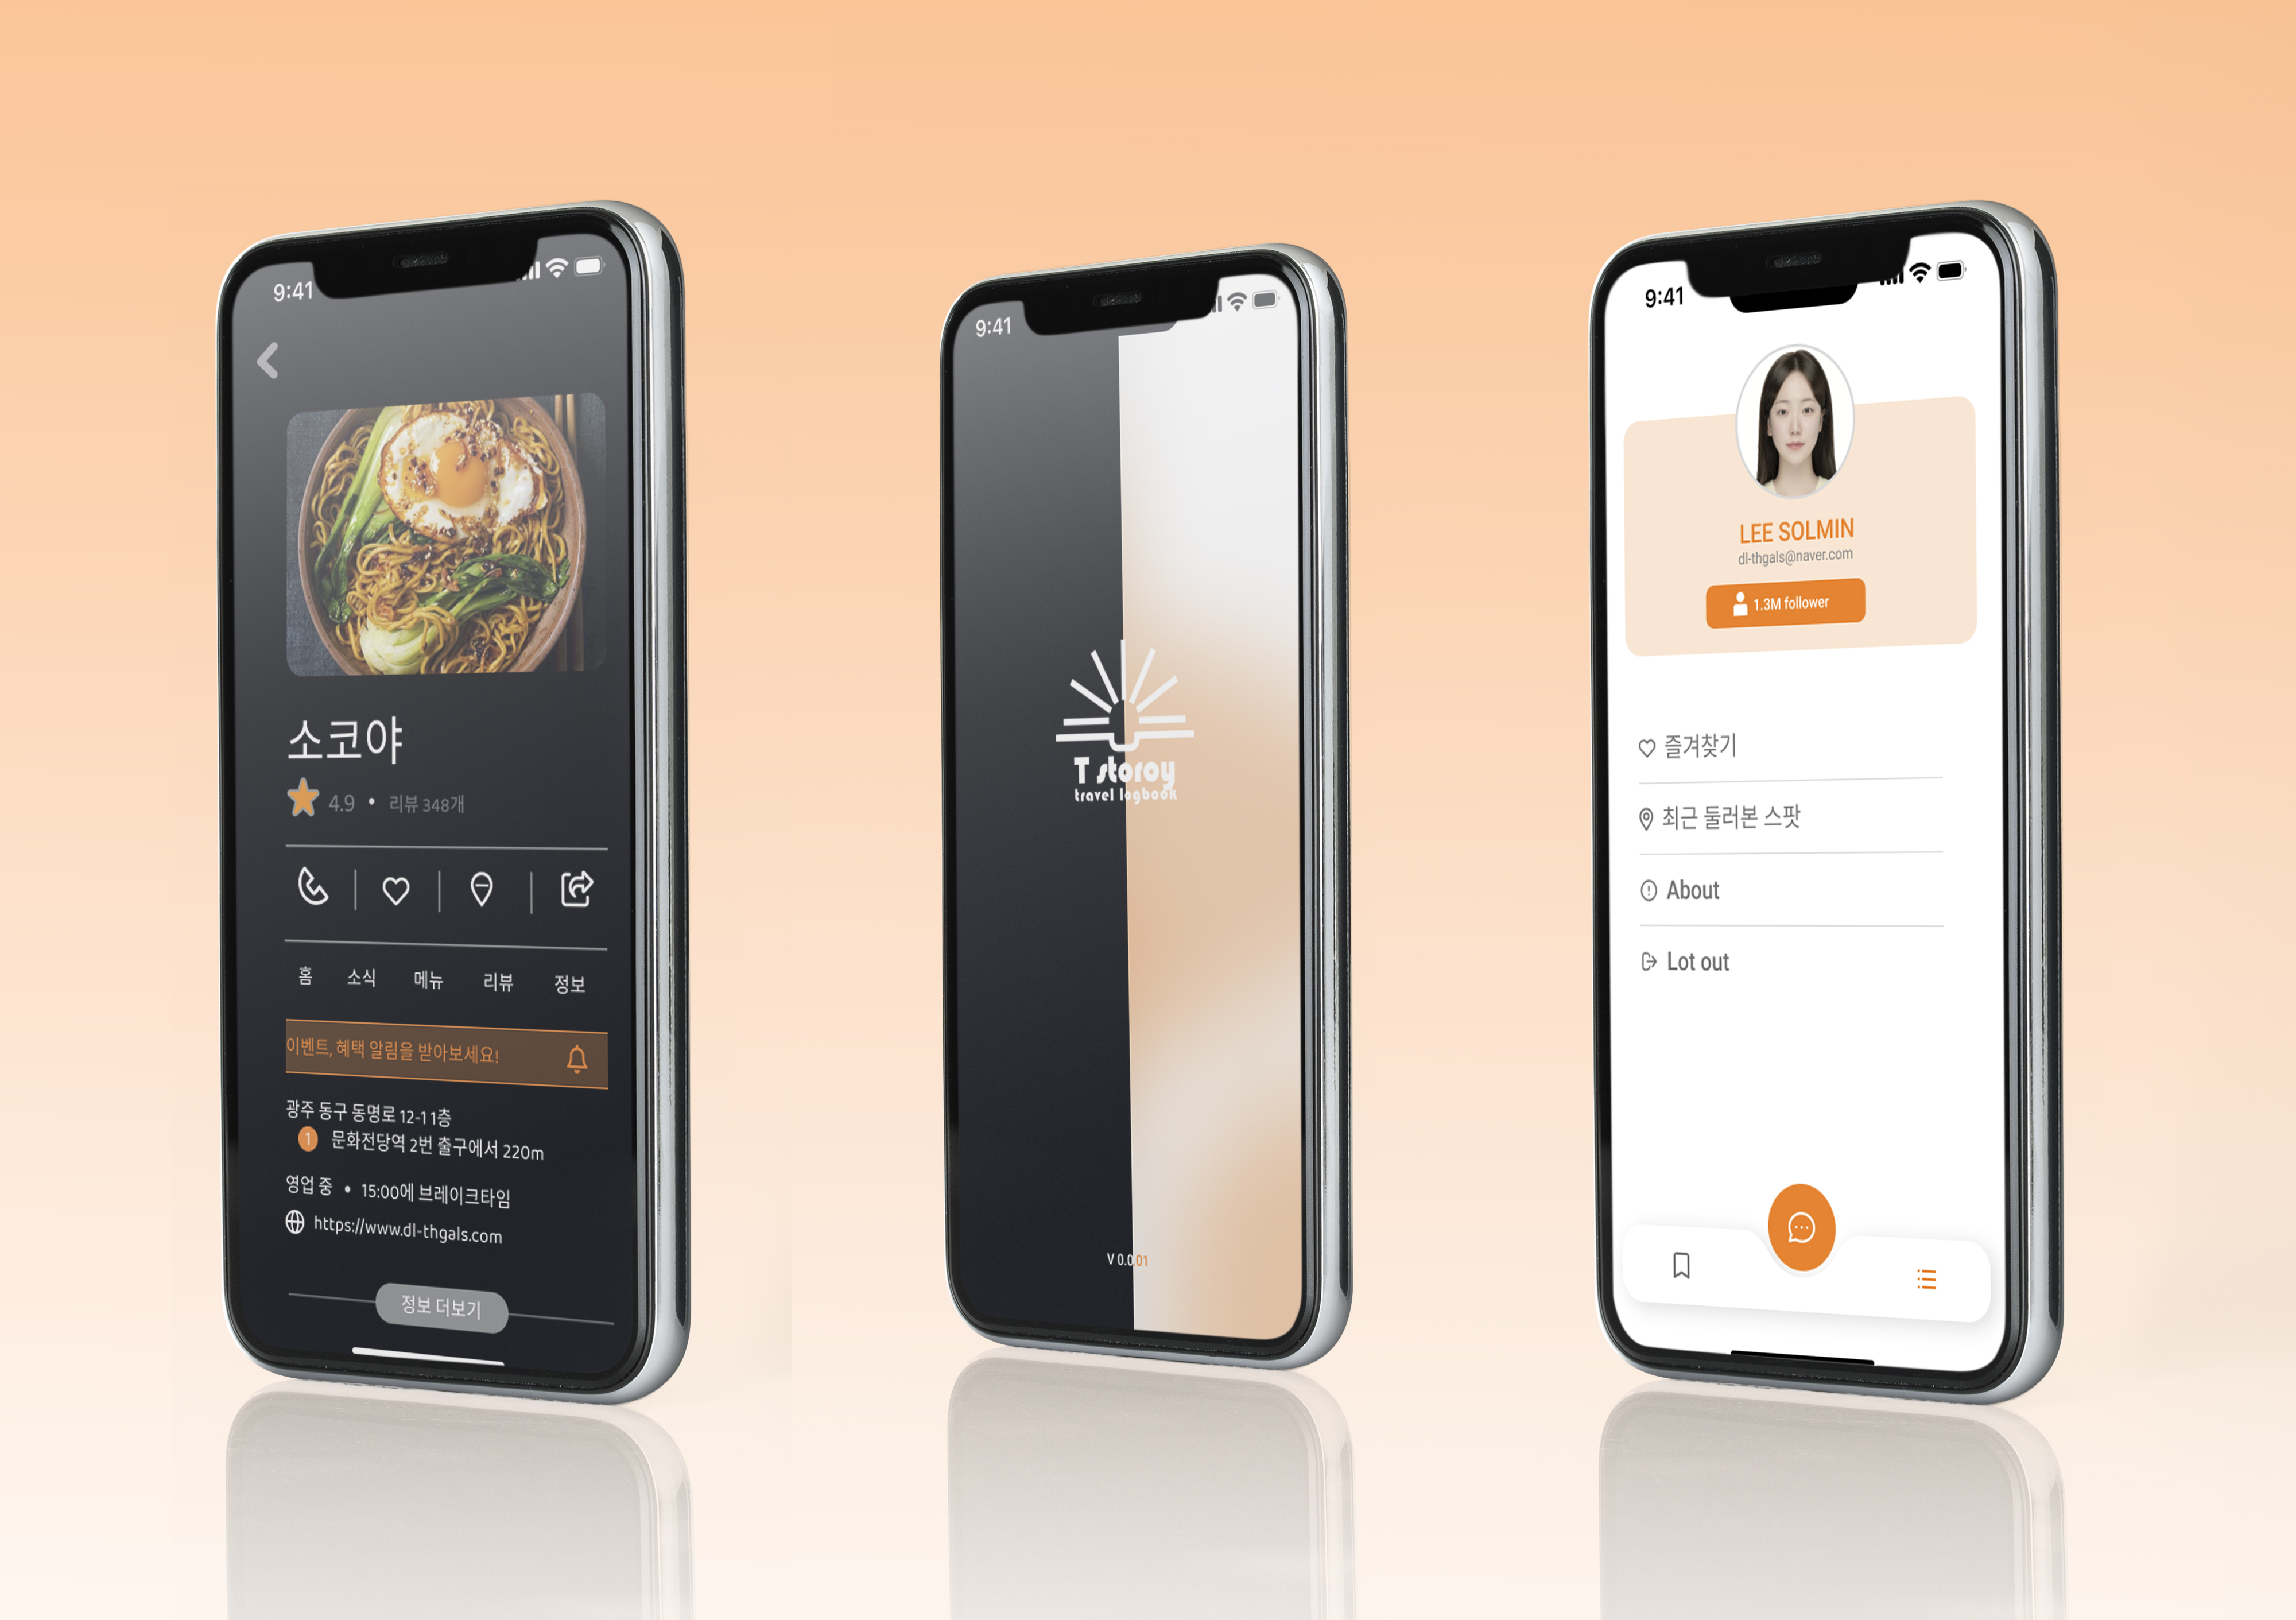 9:41
소코야
4.9 • 리뷰 348개
홈 소식 메뉴 리뷰 정보
이벤트, 혜택 알림을 받아보세요!
광주 동구 동명로 12-1 1층
1 문화전당역 2번 출구에서 220m
영업 중 • 15:00에 브레이크타임
https://www.dl-thgals.com
정보 더보기
9:41
T storoy
travel logbook
V 0.0.01
9:41
LEE SOLMIN
dl-thgals@naver.com
1.3M follower
즐겨찾기
최근 둘러본 스팟
About
Lot out